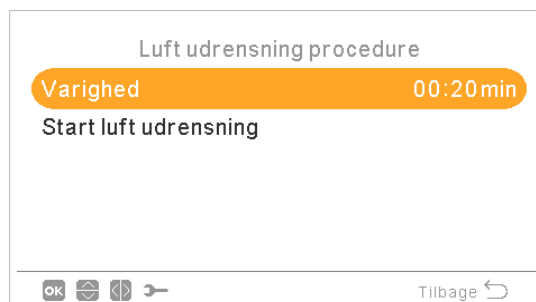 Luft udrensning procedure
Varighed 00:20min
Start luft udrensning
OK Tilbage